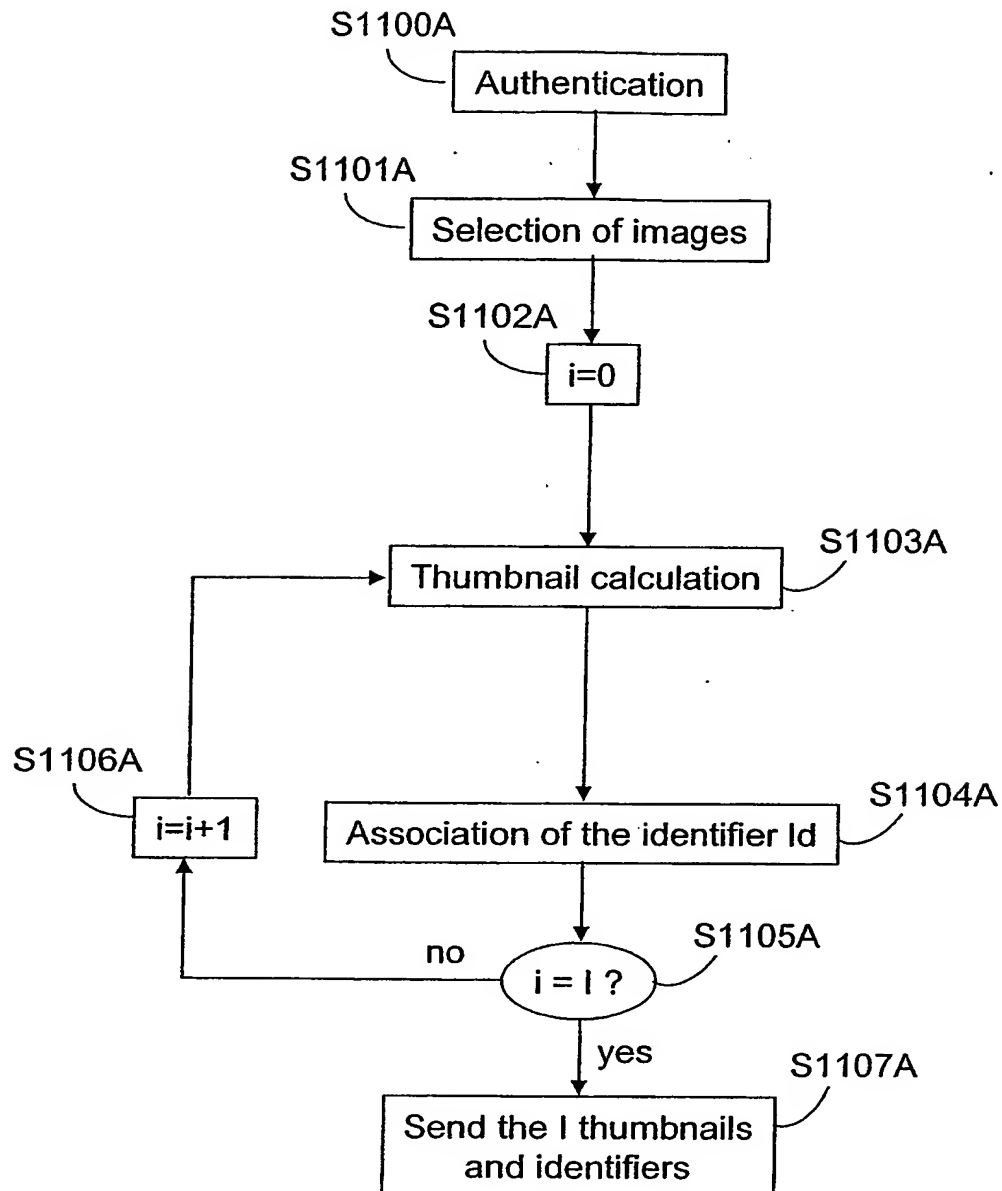 S1100A
Authentication
S1101A
Selection of images
S1102A
i=0
S1103A
Thumbnail calculation
S1106A
i=i+1
S1104A
Association of the identifier Id
S1105A
no
i = I ?
yes
S1107A
Send the I thumbnails
and identifiers